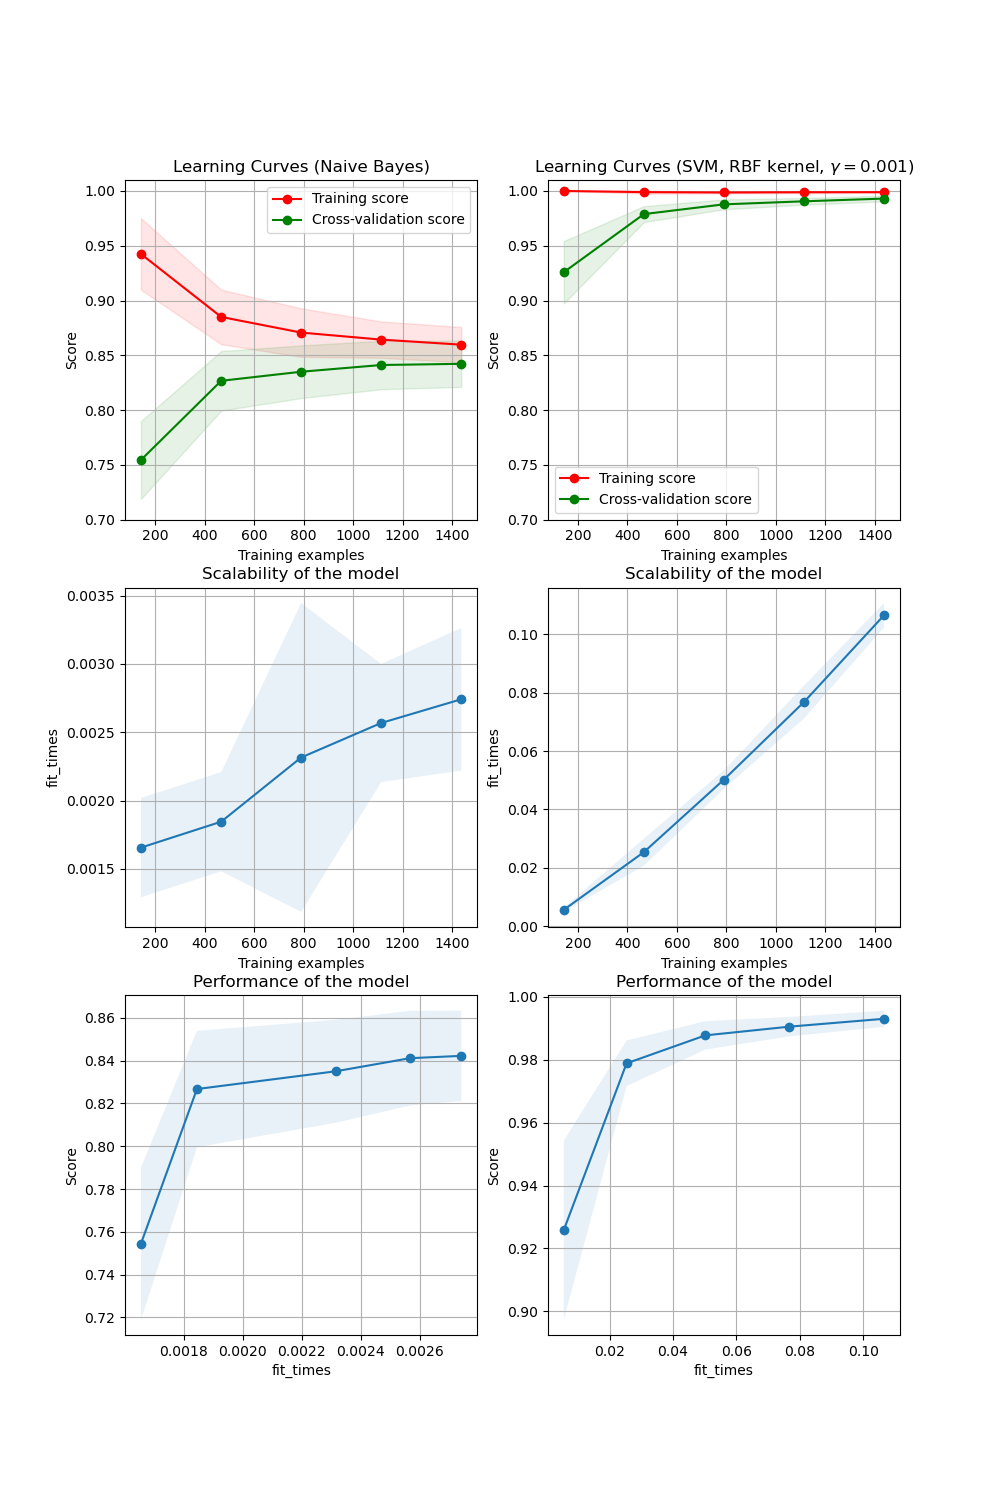 Learning Curves (Naive Bayes)
1.00
0.95
0.90
0.85
0.80
0.75
0.70
Score
Training score
Cross-validation score
200 400 600 800 1000 1200 1400
Training examples
Learning Curves (SVM, RBF kernel, γ = 0.001)
1.00
0.95
0.90
0.85
0.80
0.75
0.70
Score
Training score
Cross-validation score
200 400 600 800 1000 1200 1400
Training examples
Scalability of the model
0.0035
0.0030
0.0025
0.0020
0.0015
fit_times
200 400 600 800 1000 1200 1400
Training examples
Scalability of the model
0.10
0.08
0.06
0.04
0.02
0.00
fit_times
200 400 600 800 1000 1200 1400
Training examples
Performance of the model
0.86
0.84
0.82
0.80
0.78
0.76
0.74
0.72
Score
0.0018 0.0020 0.0022 0.0024 0.0026
fit_times
Performance of the model
1.00
0.98
0.96
0.94
0.92
0.90
Score
0.02 0.04 0.06 0.08 0.10
fit_times